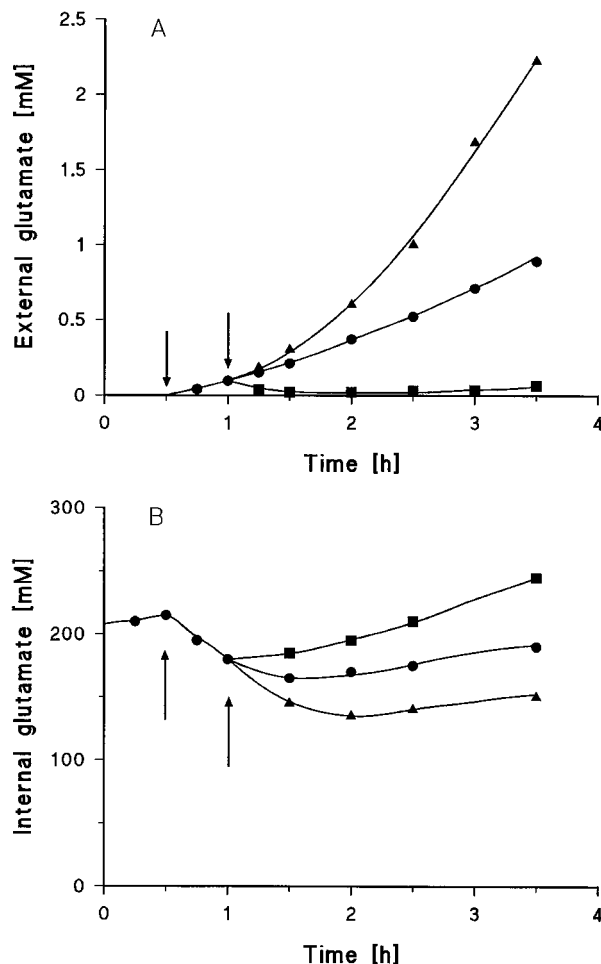 A
External glutamate [mM]
2.5
2
1.5
1
0.5
0
0 1 2 3 4
Time [h]
B
Internal glutamate [mM]
300
200
100
0
0 1 2 3 4
Time [h]